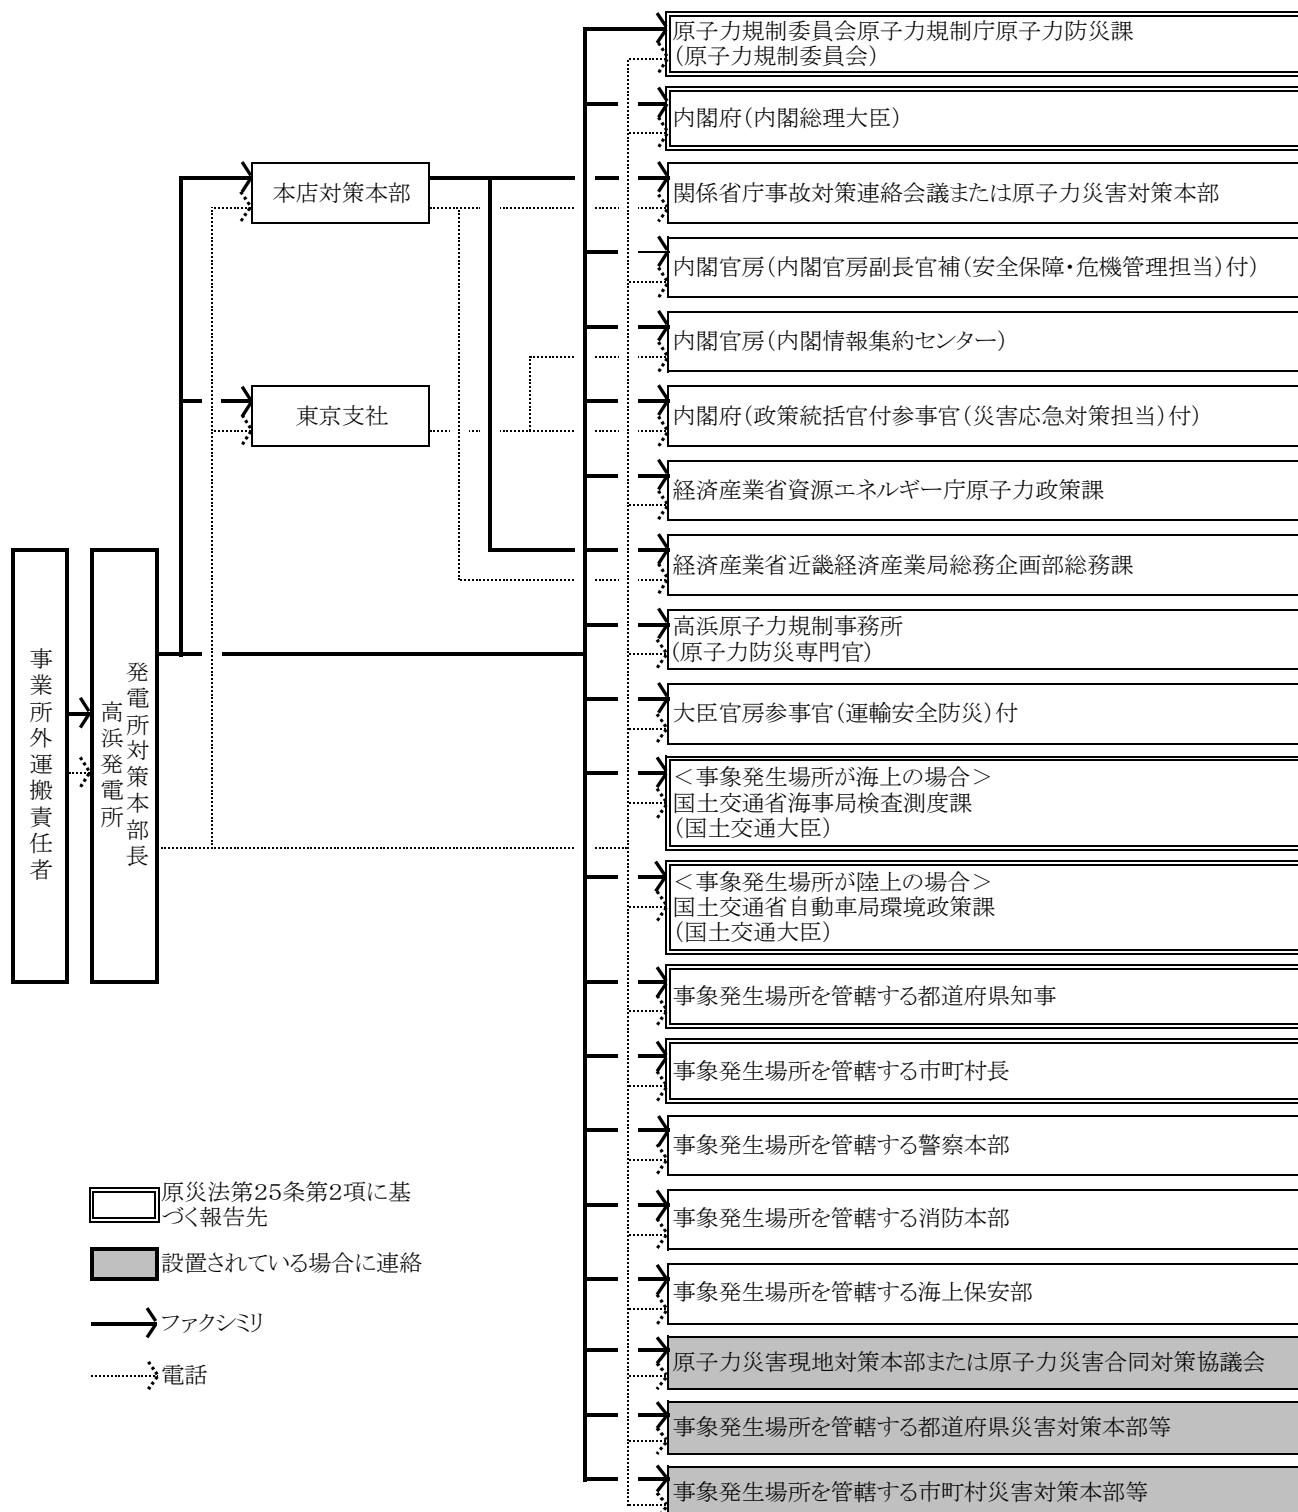 原子力規制委員会原子力規制庁原子力防災課
(原子力規制委員会)
内閣府(内閣総理大臣)
本店対策本部
関係省庁事故対策連絡会議または原子力災害対策本部
内閣官房(内閣官房副長官補(安全保障・危機管理担当)付)
内閣官房(内閣情報集約センター)
東京支社
内閣府(政策統括官付参事官(災害応急対策担当)付)
経済産業省資源エネルギー庁原子力政策課
経済産業省近畿経済産業局総務企画部総務課
事業所外運搬責任者
発電所対策本部長
高浜発電所
高浜原子力規制事務所
(原子力防災専門官)
大臣官房参事官(運輸安全防災)付
<事象発生場所が海上の場合>
国土交通省海事局検査測度課
(国土交通大臣)
<事象発生場所が陸上の場合>
国土交通省自動車局環境政策課
(国土交通大臣)
事象発生場所を管轄する都道府県知事
事象発生場所を管轄する市町村長
事象発生場所を管轄する警察本部
事象発生場所を管轄する消防本部
事象発生場所を管轄する海上保安部
原子力災害現地対策本部または原子力災害合同対策協議会
事象発生場所を管轄する都道府県災害対策本部等
事象発生場所を管轄する市町村災害対策本部等
原災法第25条第2項に基
づく報告先
設置されている場合に連絡
ファクシミリ
電話